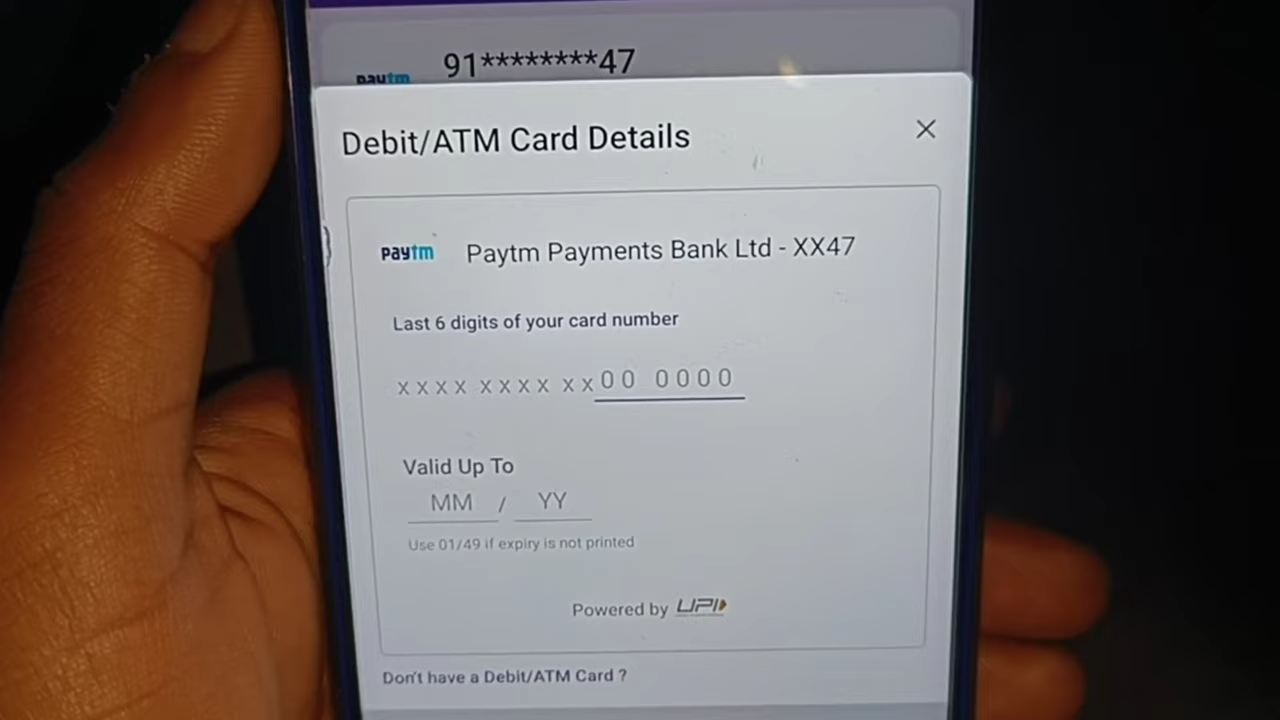 paytm 91********47
Debit/ATM Card Details
paytm Paytm Payments Bank Ltd - XX47
Last 6 digits of your card number
XXXX XXXX XX00 0000
Valid Up To
MM / YY
Use 01/49 if expiry is not printed
Powered by UPI
Don't have a Debit/ATM Card ?